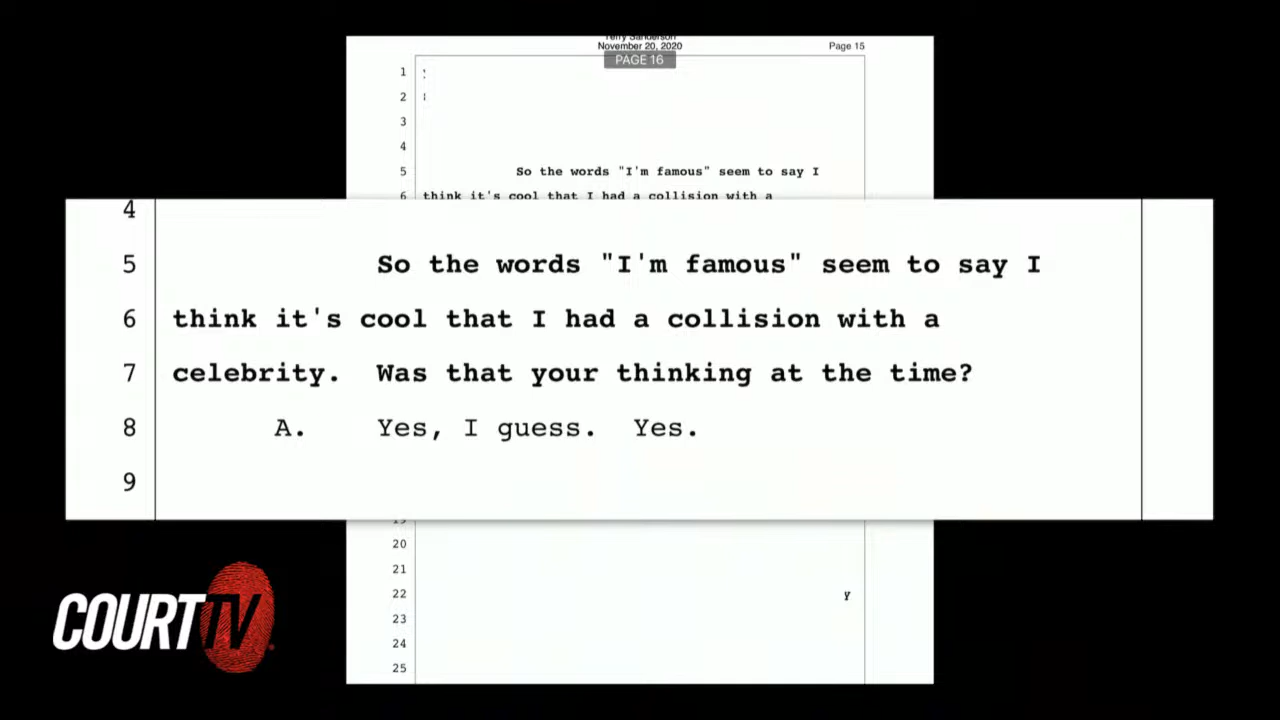 Terry Sanderson
November 20, 2020 Page 15
PAGE 16
1
2
3
4
5 So the words "I'm famous" seem to say I
6 think it's cool that I had a collision with a
4
5 So the words "I'm famous" seem to say I
6 think it's cool that I had a collision with a
7 celebrity. Was that your thinking at the time?
8 A. Yes, I guess. Yes.
9
19
20
21
22 Y
23
24
25
COURT TV